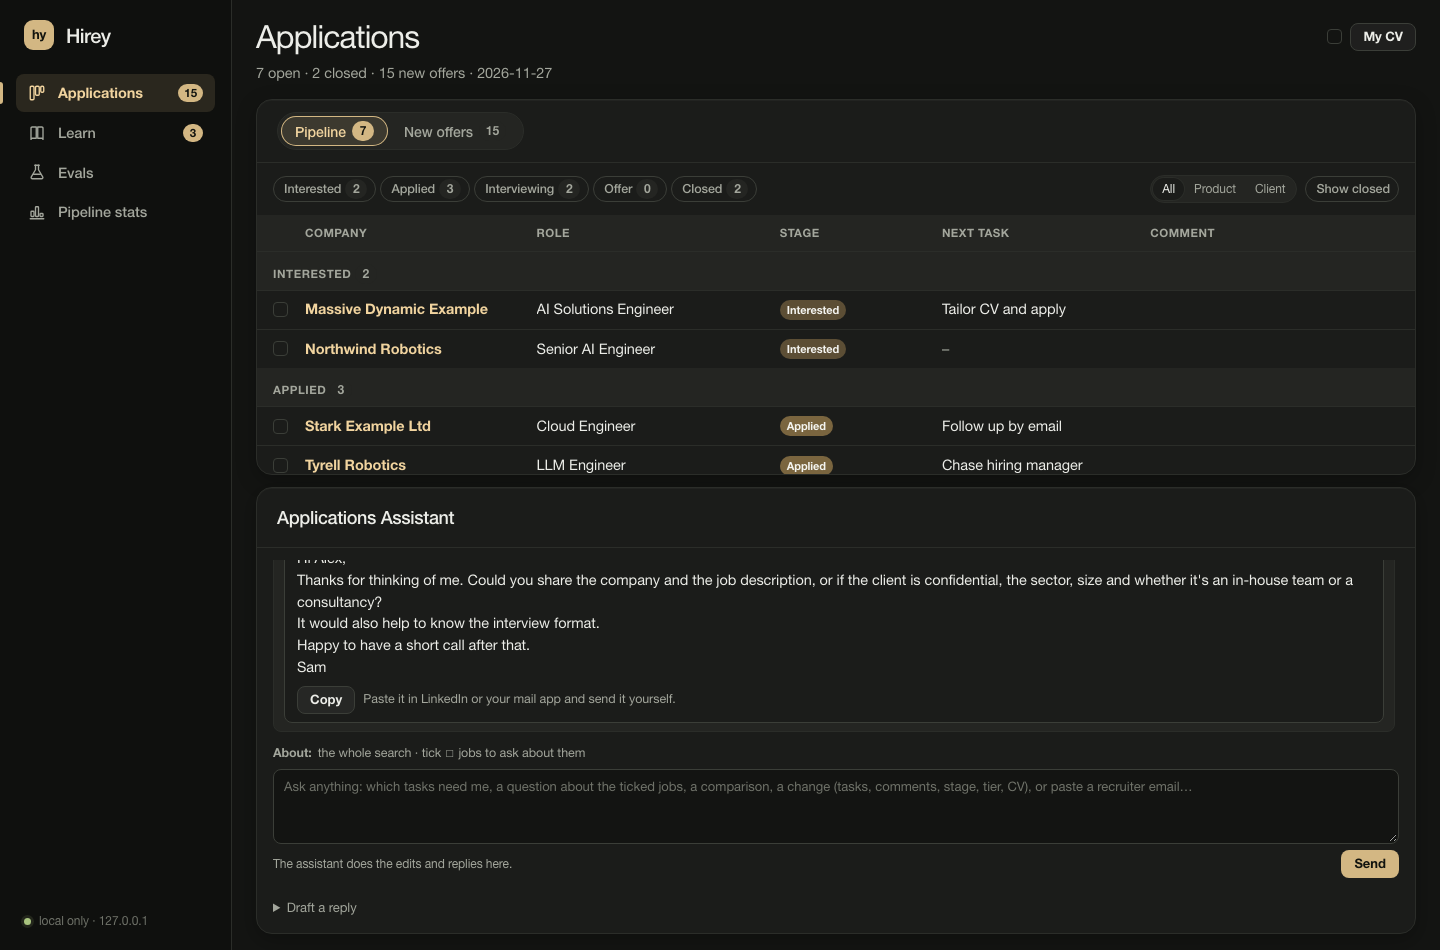 hy Hirey
Applications 15
Learn 3
Evals
Pipeline stats
local only · 127.0.0.1
Applications
My CV
7 open · 2 closed · 15 new offers · 2026-11-27
Pipeline 7 New offers 15
Interested 2 Applied 3 Interviewing 2 Offer 0 Closed 2 All Product Client Show closed
COMPANY ROLE STAGE NEXT TASK COMMENT
INTERESTED 2
Massive Dynamic Example AI Solutions Engineer Interested Tailor CV and apply
Northwind Robotics Senior AI Engineer Interested –
APPLIED 3
Stark Example Ltd Cloud Engineer Applied Follow up by email
Tyrell Robotics LLM Engineer Applied Chase hiring manager
Applications Assistant
Hi Alex,
Thanks for thinking of me. Could you share the company and the job description, or if the client is confidential, the sector, size and whether it's an in-house team or a
consultancy?
It would also help to know the interview format.
Happy to have a short call after that.
Sam
Copy Paste it in LinkedIn or your mail app and send it yourself.
About: the whole search · tick □ jobs to ask about them
Ask anything: which tasks need me, a question about the ticked jobs, a comparison, a change (tasks, comments, stage, tier, CV), or paste a recruiter email…
The assistant does the edits and replies here.
Send
Draft a reply